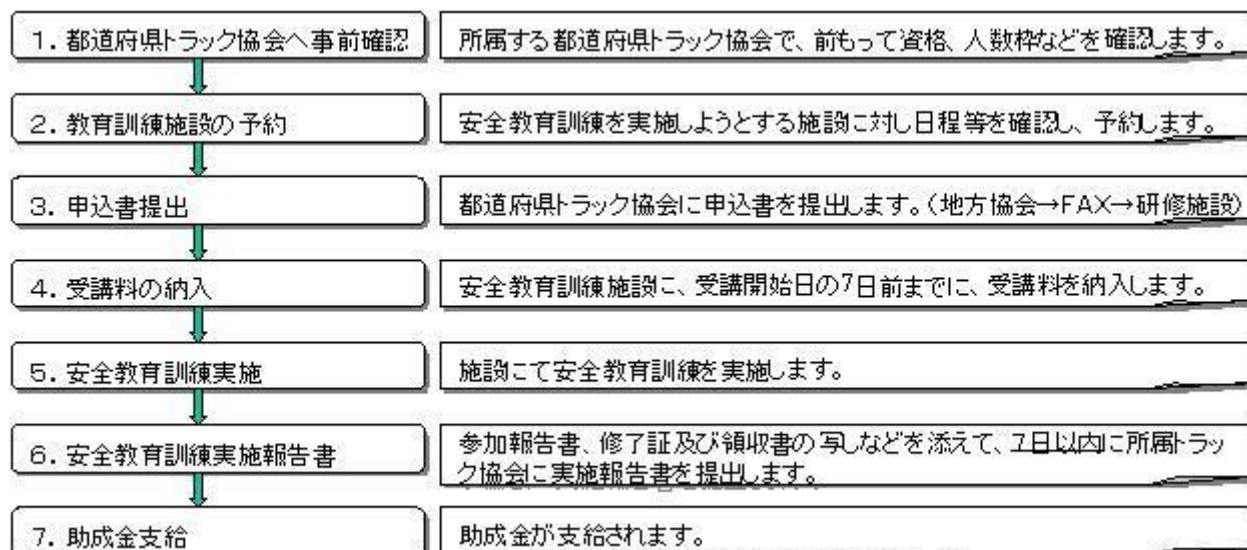 1．都道府県トラック協会へ事前確認
所属する都道府県トラック協会で、前もって資格、人数枠などを確認します。
2．教育訓練施設の予約
安全教育訓練を実施しようとする施設に対し日程等を確認し、予約します。
3．申込書提出
都道府県トラック協会に申込書を提出します。（地方協会→FAX→研修施設）
4．受講料の納入
安全教育訓練施設に、受講開始日の7日前までに、受講料を納入します。
5．安全教育訓練実施
施設にて安全教育訓練を実施します。
6．安全教育訓練実施報告書
参加報告書、修了証及び領収書の写しなどを添えて、7日以内に所属トラッ
ク協会に実施報告書を提出します。
7．助成金支給
助成金が支給されます。